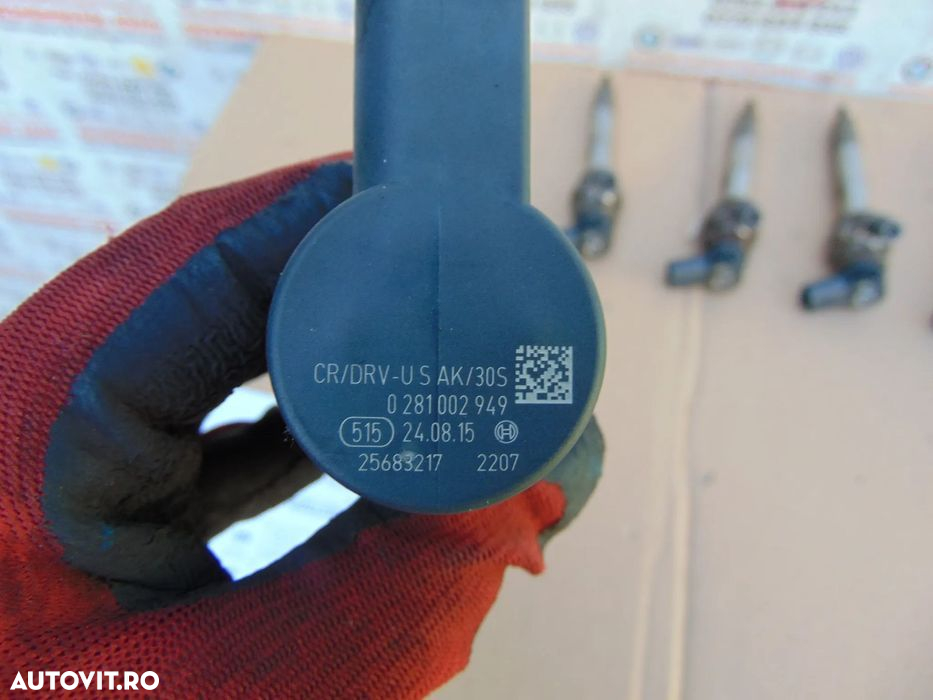 CR/DRV-U S AK/30S
0 281 002 949
515 24.08.15
25683217 2207
AUTOVIT.RO